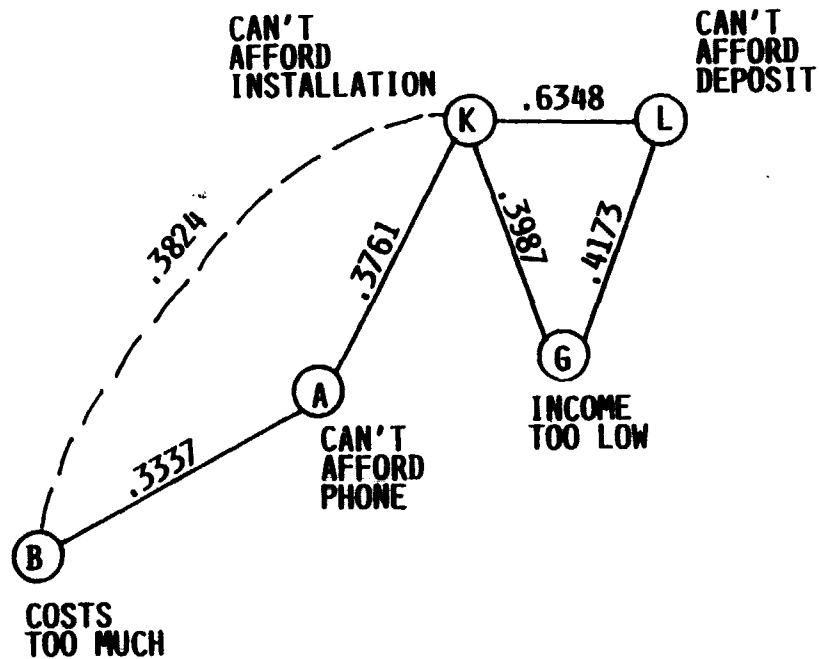 CAN'T
AFFORD
INSTALLATION
CAN'T
AFFORD
DEPOSIT
K
.6348
L
.3824
.3761
.3987
.4173
G
INCOME
TOO LOW
A
CAN'T
AFFORD
PHONE
.3337
B
COSTS
TOO MUCH